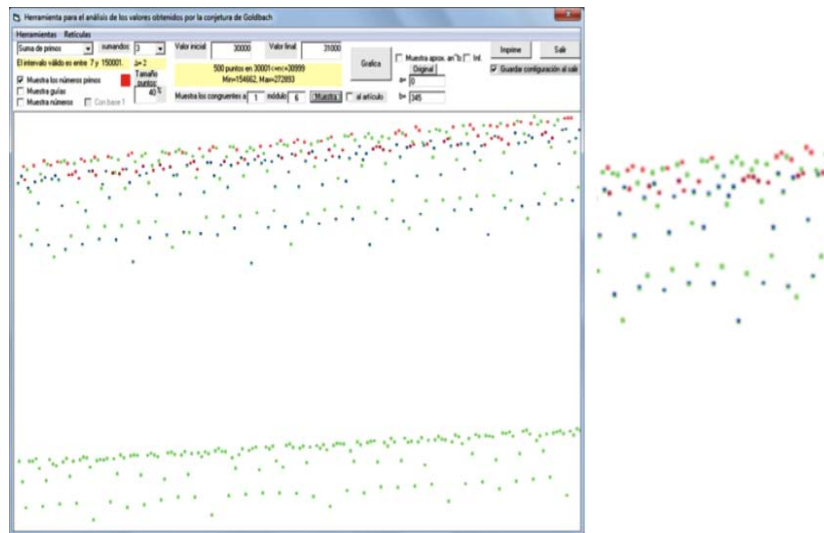 Herramienta para el análisis de los valores obtenidos por la conjetura de Goldbach
Herramientas Retículas
Suma de primos sumandos: 3 Valor inicial: 30000 Valor final: 31000
El intervalo válido es entre 7 y 150001. Δ= 2
500 puntos en 30001<=n<=30999
Min=154662, Max=272893
Grafica
Muestra aprox. an^b Inf.
Original
a= 0
b= 345
Imprime Salir
Guardar configuración al salir
Muestra los números primos
Muestra guías
Muestra números Con base 1
Tamaño puntos:
40 %
Muestra los congruentes a 1 módulo 6 Muestra al artículo